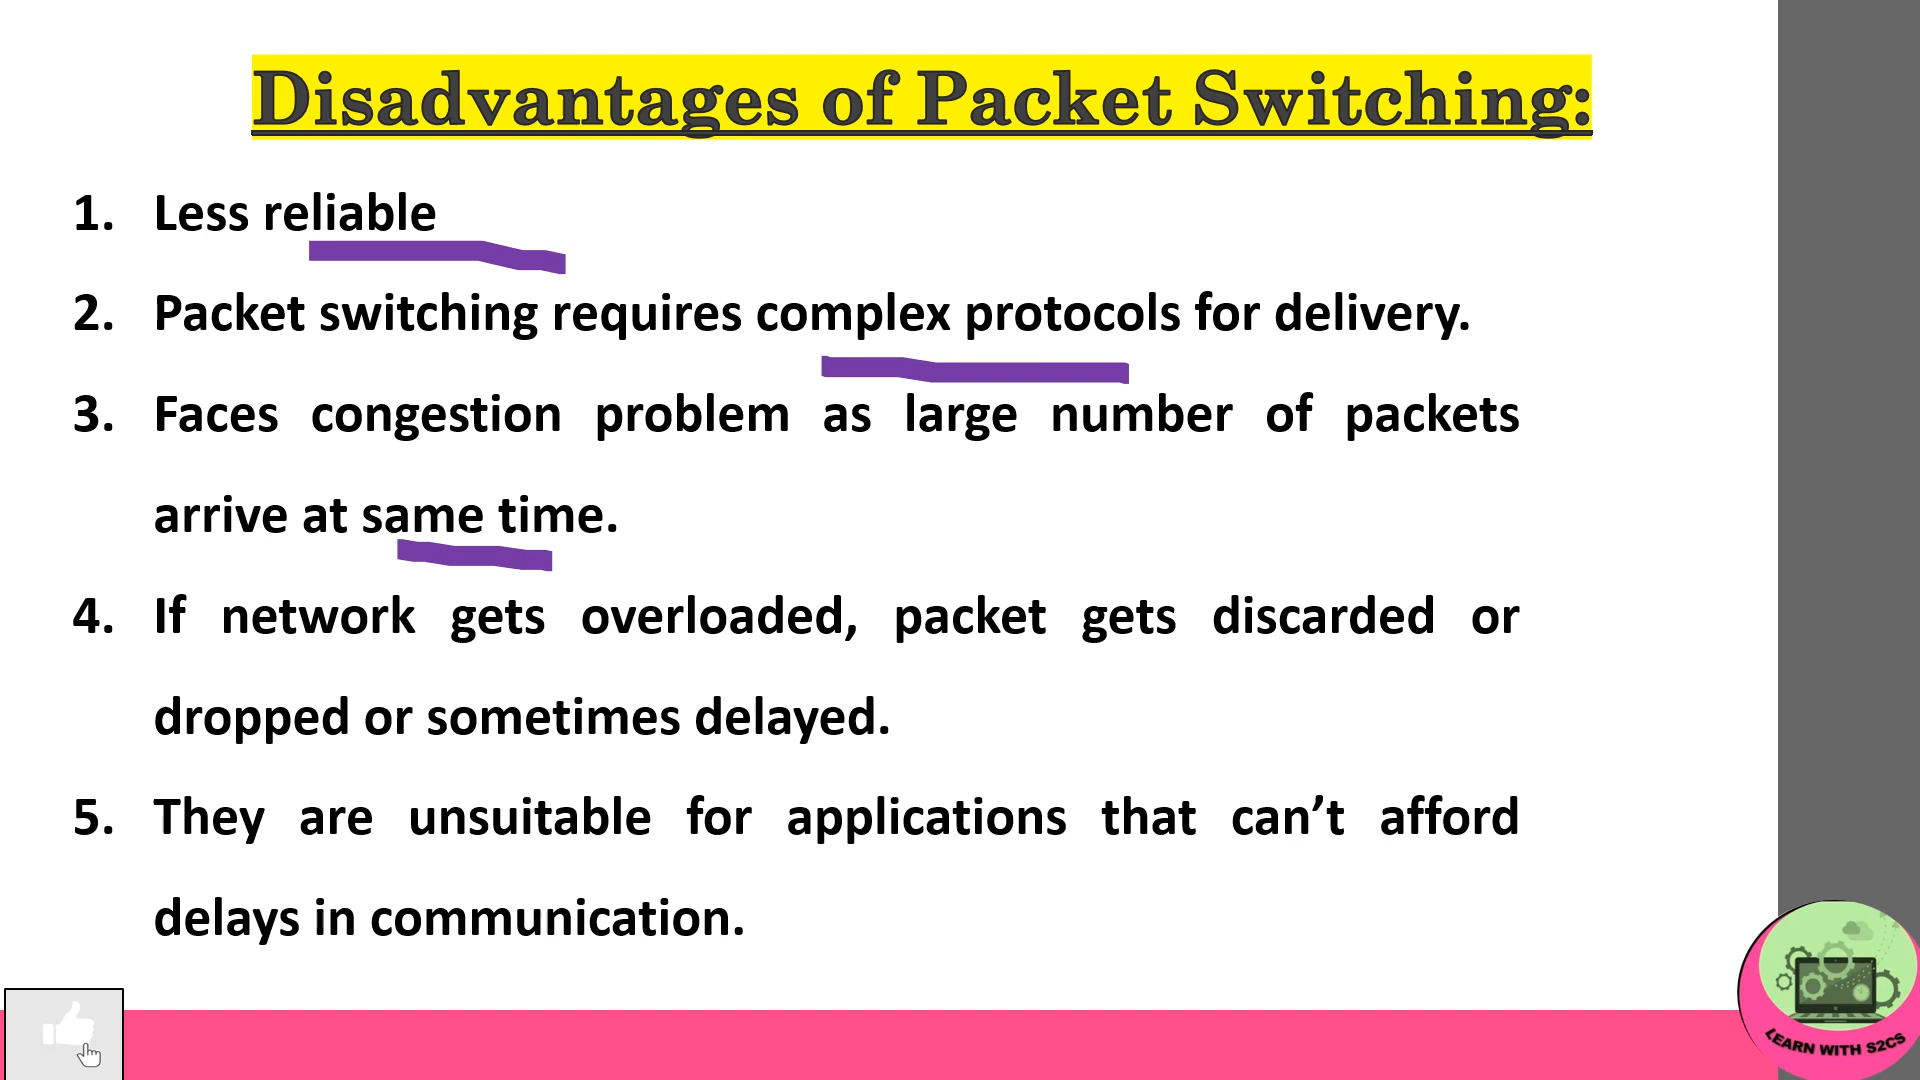 Disadvantages of Packet Switching:
1. Less reliable
2. Packet switching requires complex protocols for delivery.
3. Faces congestion problem as large number of packets
arrive at same time.
4. If network gets overloaded, packet gets discarded or
dropped or sometimes delayed.
5. They are unsuitable for applications that can’t afford
delays in communication.
LEARN WITH S2CS